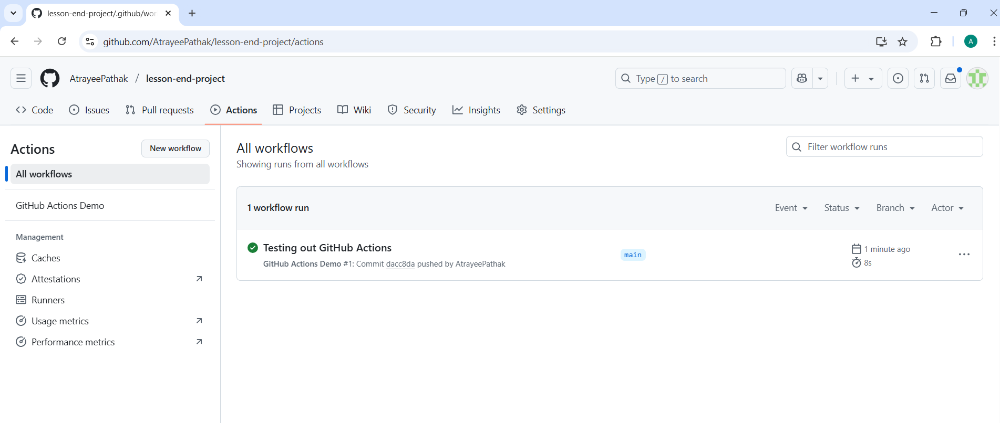 lesson-end-project/.github/wor
github.com/AtrayeePathak/lesson-end-project/actions
A
AtrayeePathak / lesson-end-project
Type / to search
Code Issues Pull requests Actions Projects Wiki Security Insights Settings
Actions
New workflow
All workflows
GitHub Actions Demo
Management
Caches
Attestations
Runners
Usage metrics
Performance metrics
All workflows
Showing runs from all workflows
Filter workflow runs
1 workflow run
Event Status Branch Actor
Testing out GitHub Actions
GitHub Actions Demo #1: Commit dacc8da pushed by AtrayeePathak
main
1 minute ago
8s